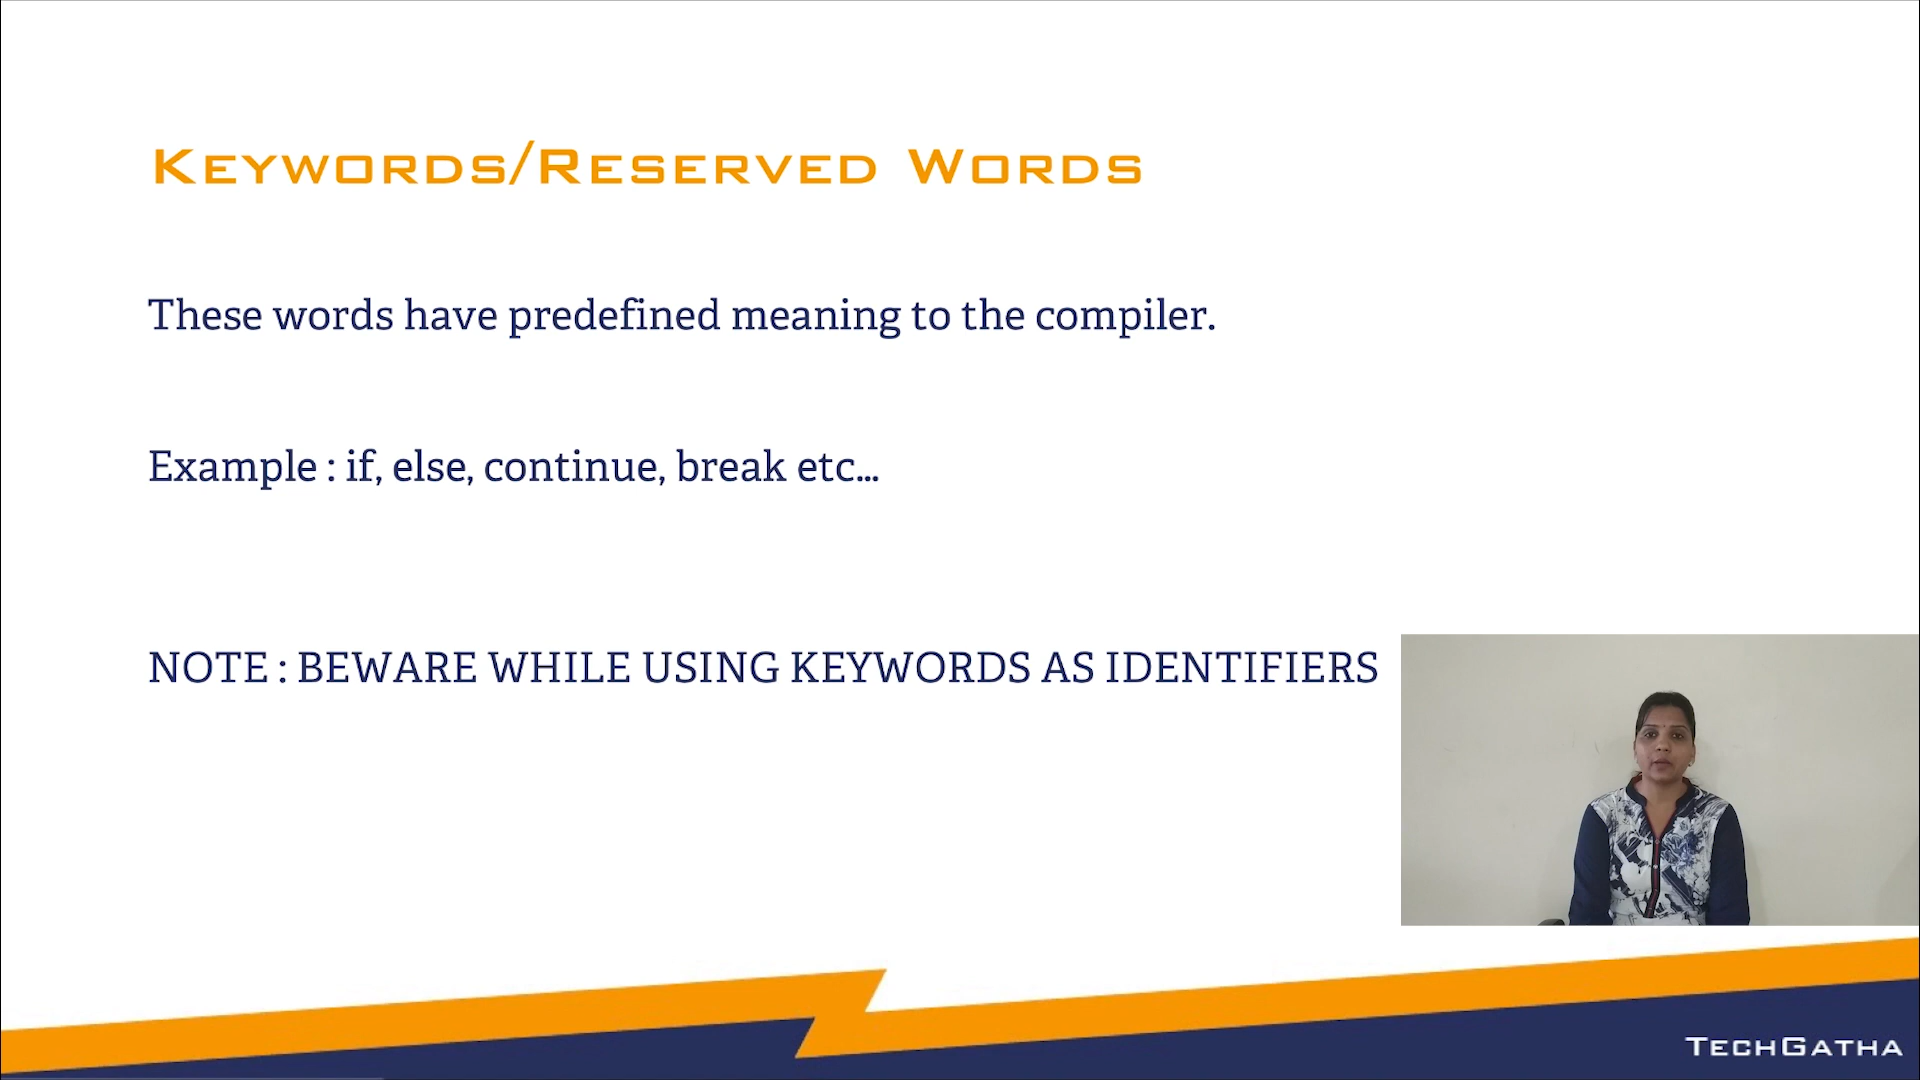 KEYWORDS/RESERVED WORDS
These words have predefined meaning to the compiler.
Example : if, else, continue, break etc...
NOTE : BEWARE WHILE USING KEYWORDS AS IDENTIFIERS
TECHGATHA